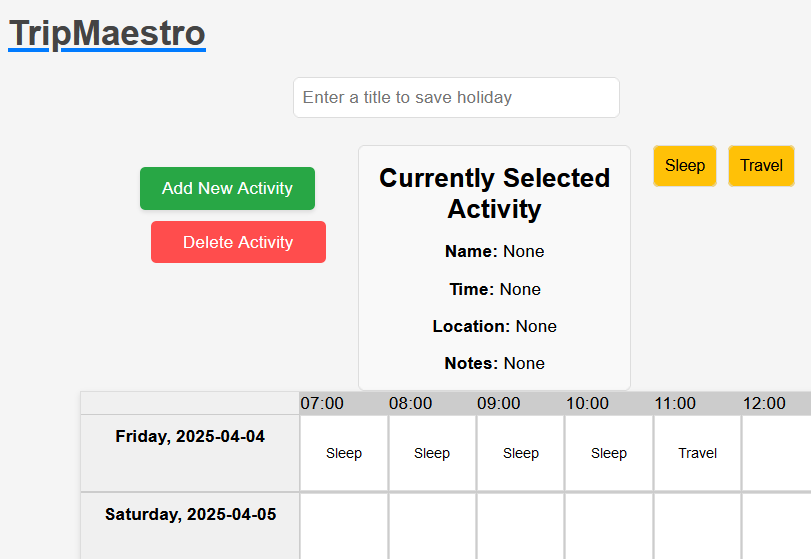 TripMaestro
Enter a title to save holiday
Add New Activity
Delete Activity
Currently Selected
Activity
Name: None
Time: None
Location: None
Notes: None
Sleep Travel
07:00 08:00 09:00 10:00 11:00 12:00
Friday, 2025-04-04 Sleep Sleep Sleep Sleep Travel
Saturday, 2025-04-05